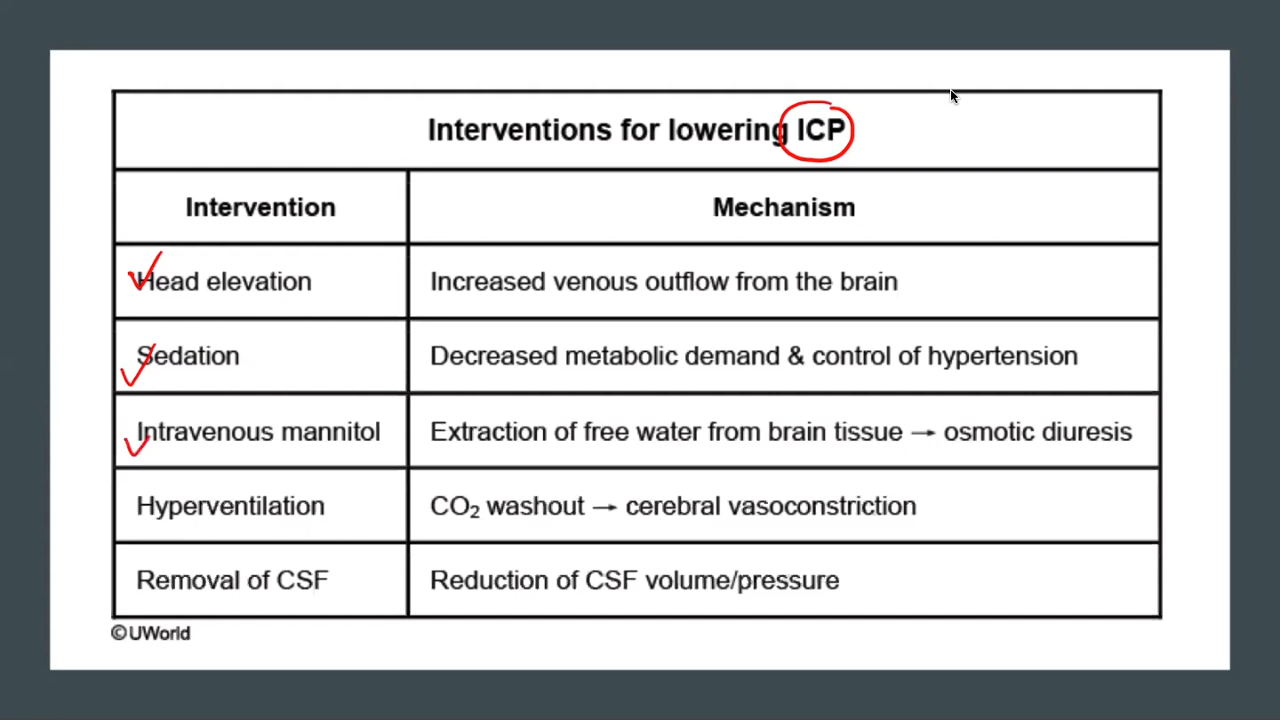 Interventions for lowering ICP
Intervention Mechanism
Head elevation Increased venous outflow from the brain
Sedation Decreased metabolic demand & control of hypertension
Intravenous mannitol Extraction of free water from brain tissue → osmotic diuresis
Hyperventilation CO₂ washout → cerebral vasoconstriction
Removal of CSF Reduction of CSF volume/pressure
©UWorld